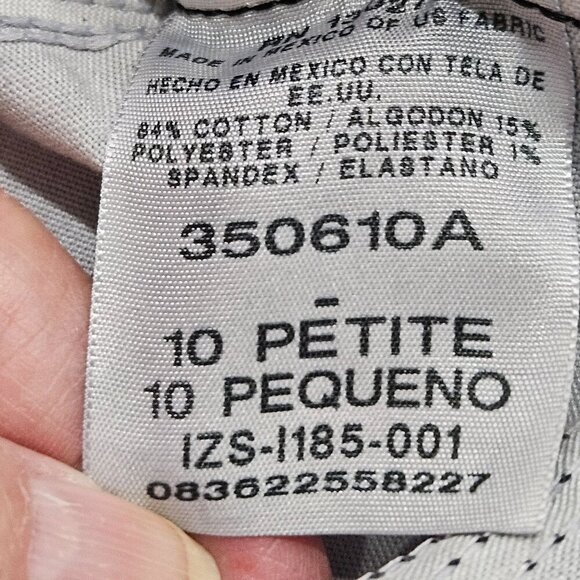 RN
MADE IN MEXICO OF US FABRIC
HECHO EN MEXICO CON TELA DE
EE.UU.
84% COTTON / ALGODON 15%
POLYESTER / POLIESTER 1%
SPANDEX / ELASTANO
350610A
-
10 PETITE
10 PEQUENO
IZS-I185-001
083622558227